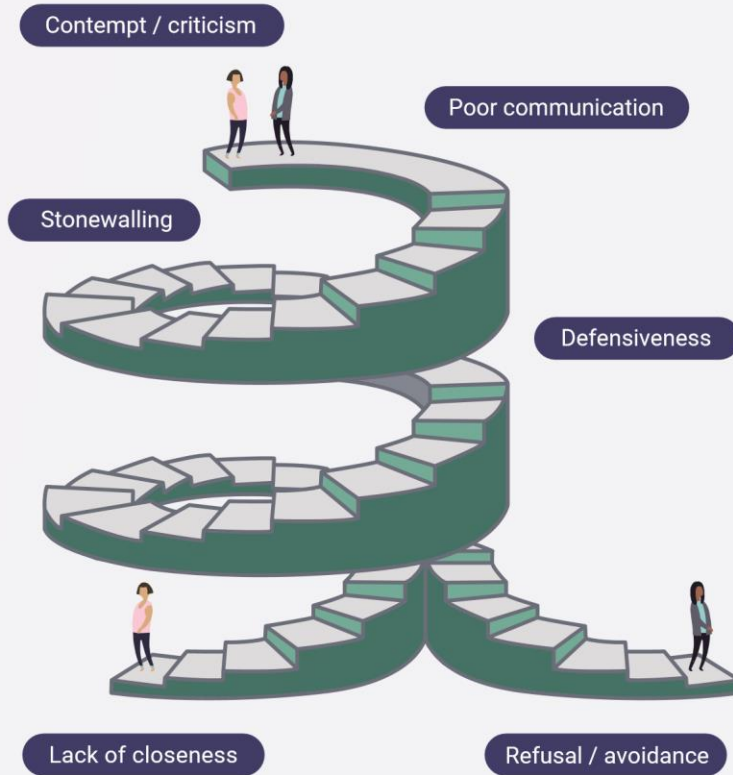 Contempt / criticism
Poor communication
Stonewalling
Defensiveness
Lack of closeness
Refusal / avoidance